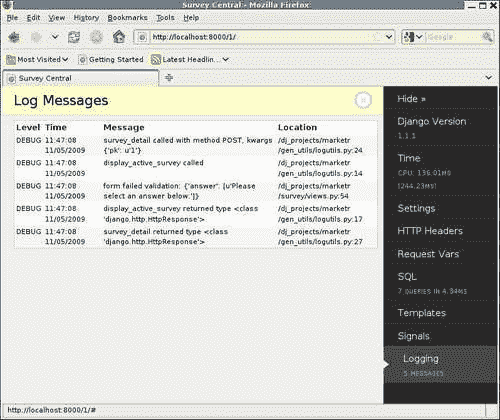 Survey Central - Mozilla Firefox
File Edit View History Bookmarks Tools Help
http://localhost:8000/1/
Google
Most Visited Getting Started Latest Headlin...
Survey Central
Log Messages
Level Time Message Location
DEBUG 11:47:08 survey_detail called with method POST, kwargs /dj_projects/marketr
11/05/2009 {'pk': u'1'} /gen_utils/logutils.py:24
DEBUG 11:47:08 display_active_survey called /dj_projects/marketr
11/05/2009 /gen_utils/logutils.py:14
DEBUG 11:47:08 form failed validation: {'answer': [u'Please /dj_projects/marketr
11/05/2009 select an answer below.']} /survey/views.py:54
DEBUG 11:47:08 display_active_survey returned type <class /dj_projects/marketr
11/05/2009 'django.http.HttpResponse'> /gen_utils/logutils.py:17
DEBUG 11:47:08 survey_detail returned type <class /dj_projects/marketr
11/05/2009 'django.http.HttpResponse'> /gen_utils/logutils.py:27
Hide »
Django Version
1.1.1
Time
CPU: 136.01MS
(244.23MS)
Settings
HTTP Headers
Request Vars
SQL
7 QUERIES IN 4.94MS
Templates
Signals
Logging
5 MESSAGES
http://localhost:8000/1/#